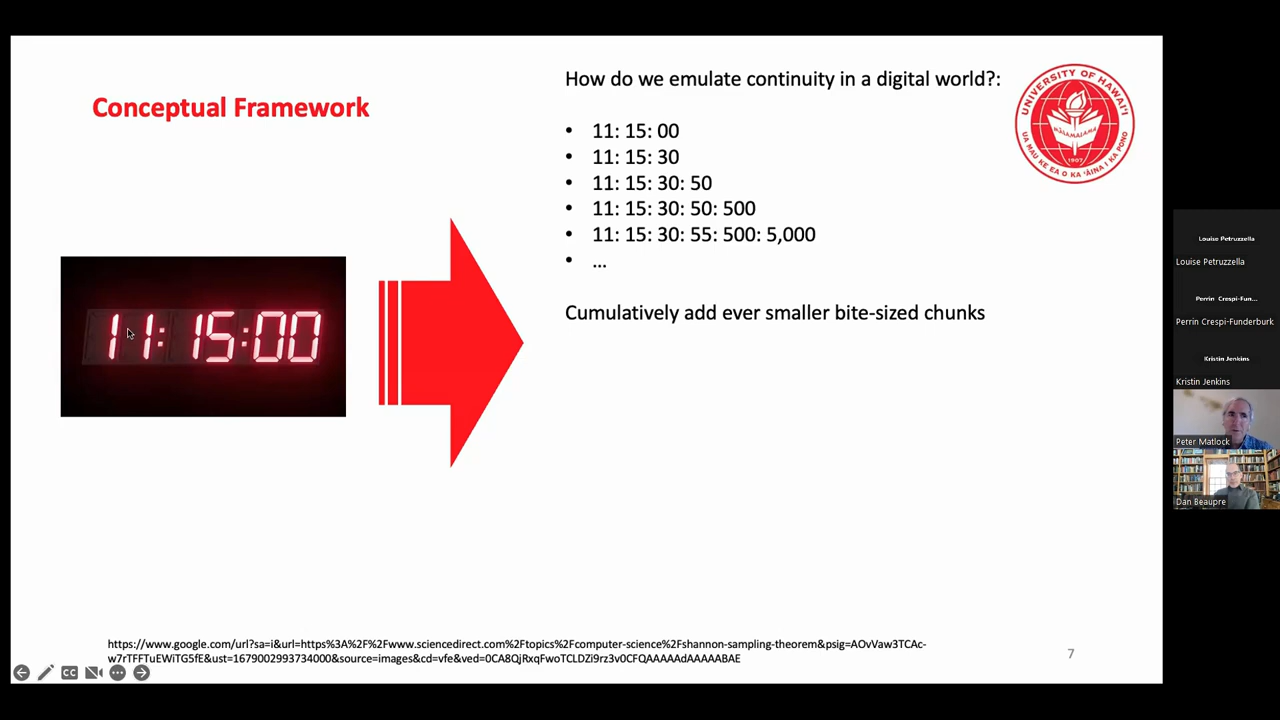 Conceptual Framework
How do we emulate continuity in a digital world?:
• 11: 15: 00
• 11: 15: 30
• 11: 15: 30: 50
• 11: 15: 30: 50: 500
• 11: 15: 30: 55: 500: 5,000
• ...
Cumulatively add ever smaller bite-sized chunks
11:15:00
UNIVERSITY OF HAWAI'I
MĀLAMALAMA
1907
UA MAU KE EA O KA 'ĀINA I KA PONO
https://www.google.com/url?sa=i&url=https%3A%2F%2Fwww.sciencedirect.com%2Ftopics%2Fcomputer-science%2Fshannon-sampling-theorem&psig=AOvVaw3TCAc-
w7rTFFTuEWiTG5fE&ust=1679002993734000&source=images&cd=vfe&ved=0CA8QjRxqFwoTCLDZi9rz3v0CFQAAAAAdAAAAABAE
7
CC
Louise Petruzzella
Louise Petruzzella
Perrin Crespi-Fun...
Perrin Crespi-Funderburk
Kristin Jenkins
Kristin Jenkins
Peter Matlock
Dan Beaupre